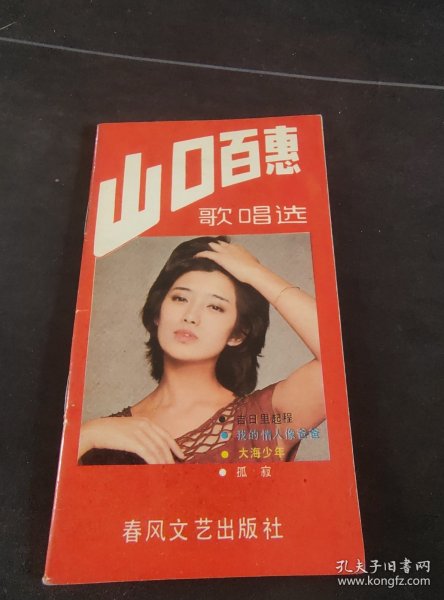 山口百惠
歌唱选
吉日里起程
我的情人像爸爸
大海少年
孤寂
春风文艺出版社
孔夫子旧书网
www.kongfz.com